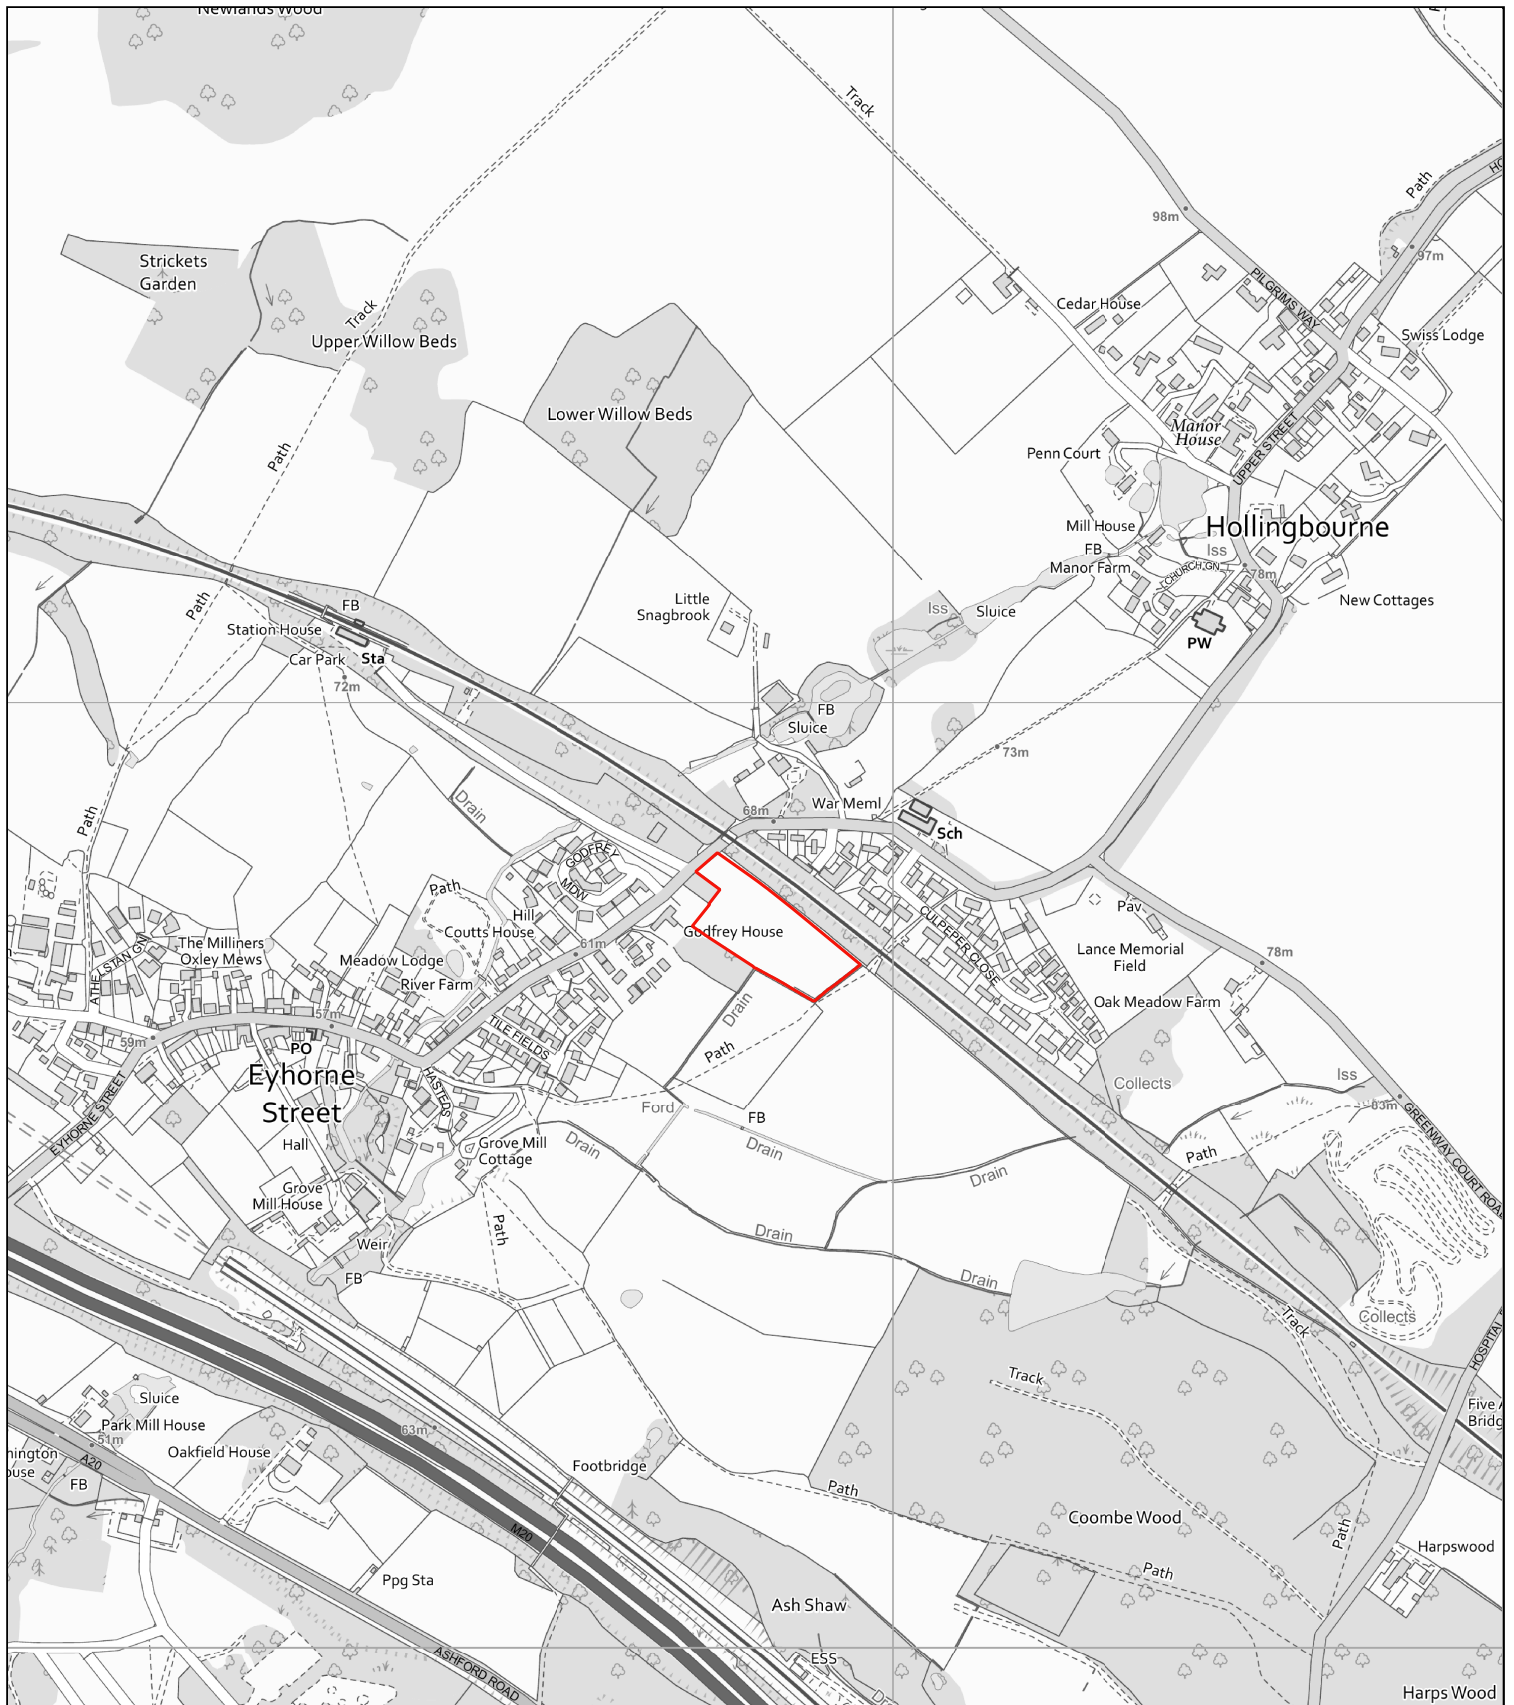 Newlands Wood
Track
Path
98m
97m
Strickets
Garden
Track
Upper Willow Beds
Cedar House
PILGRIMS WAY
Swiss Lodge
Lower Willow Beds
Manor
House
UPPER STREET
Path
Penn Court
Mill House
Hollingbourne
FB
Iss
Manor Farm
CHURCH GN
78m
New Cottages
Path
FB
Little
Snagbrook
Iss
Sluice
Station House
PW
Car Park
Sta
72m
FB
Sluice
73m
Drain
68m
War Meml
Sch
Path
GODFREY
MDW
Path
Hill
Coutts House
Godfrey House
CULPEPER CLOSE
Pav
61m
The Milliners
Oxley Mews
Meadow Lodge
River Farm
Lance Memorial
Field
78m
ATHELSTAN GN
Oak Meadow Farm
57m
59m
PO
TILE FIELDS
Drain
Path
Eyhorne
Street
HASTEDS
Collects
Iss
83m
EYHORNE STREET
Hall
Ford
FB
Drain
Drain
GREENWAY COURT ROAD
Grove Mill
Cottage
Path
Drain
Grove
Mill House
Path
Drain
Weir
FB
Drain
Track
Collects
HOSPITAL
Sluice
Park Mill House
51m
Oakfield House
63m
Track
Five A
Bridg
nington
ouse
A20
FB
Footbridge
Path
M20
Coombe Wood
Path
Harpswood
Ppg Sta
Path
Ash Shaw
ASHFORD ROAD
ESS
Harps Wood